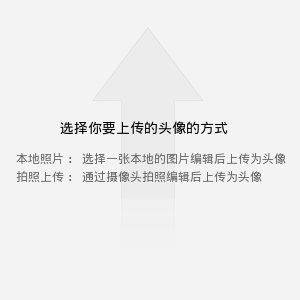 选择你要上传的头像的方式
本地照片： 选择一张本地的图片编辑后上传为头像
拍照上传： 通过摄像头拍照编辑后上传为头像